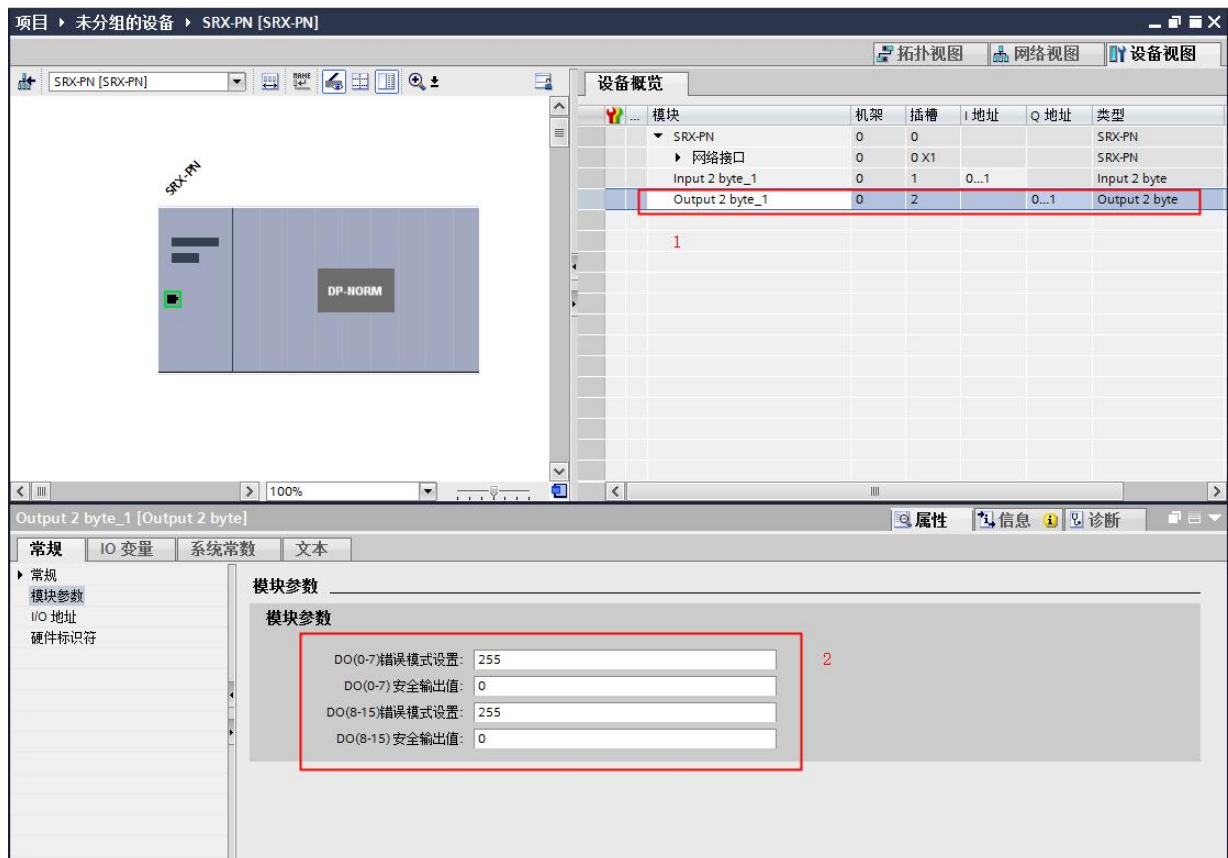 项目 ▸ 未分组的设备 ▸ SRX-PN [SRX-PN]
拓扑视图 网络视图 设备视图
SRX-PN [SRX-PN]
设备概览
... 模块 机架 插槽 I 地址 Q 地址 类型
SRX-PN 0 0 SRX-PN
网络接口 0 0 X1 SRX-PN
Input 2 byte_1 0 1 0...1 Input 2 byte
Output 2 byte_1 0 2 0...1 Output 2 byte
1
SRX-PN
DP-NORM
100%
Output 2 byte_1 [Output 2 byte]
属性 信息 诊断
常规 IO 变量 系统常数 文本
常规
模块参数
I/O 地址
硬件标识符
模块参数
模块参数
DO(0-7)错误模式设置: 255
DO(0-7) 安全输出值: 0
DO(8-15)错误模式设置: 255
DO(8-15) 安全输出值: 0
2